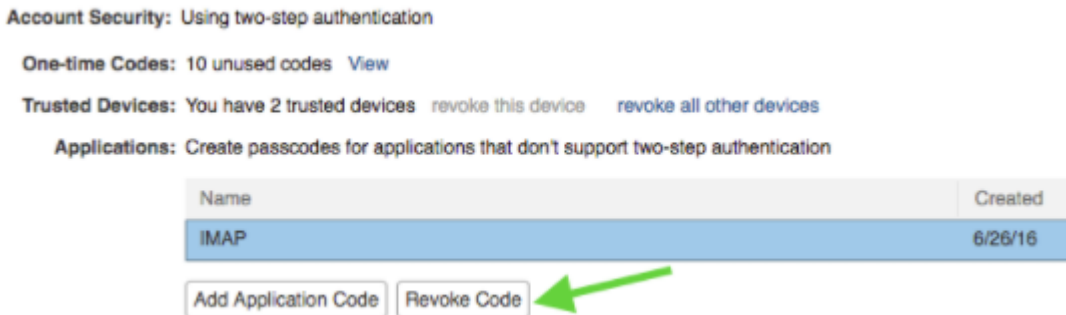 Account Security: Using two-step authentication
One-time Codes: 10 unused codes View
Trusted Devices: You have 2 trusted devices revoke this device revoke all other devices
Applications: Create passcodes for applications that don't support two-step authentication
Name Created
IMAP 6/26/16
Add Application Code Revoke Code